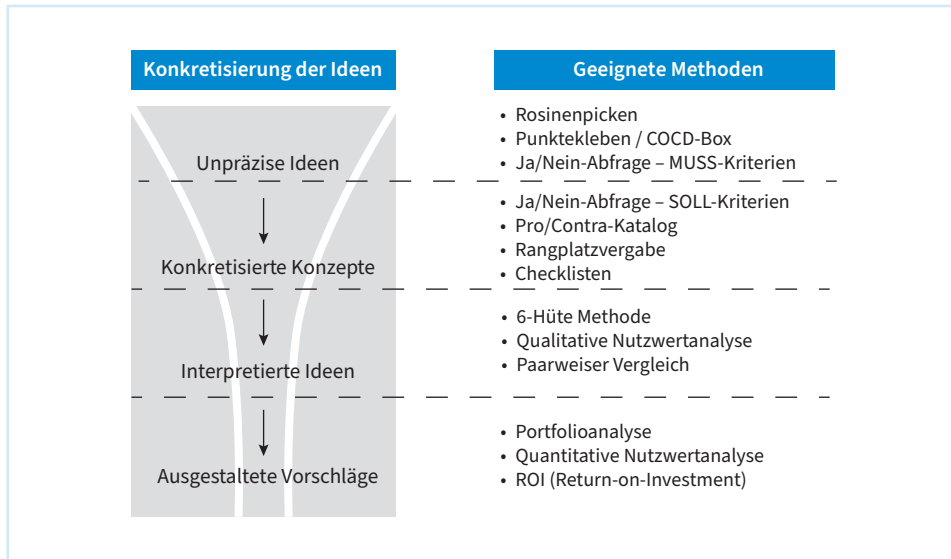 Konkretisierung der Ideen
Geeignete Methoden
Unpräzise Ideen
• Rosinenpicken
• Punktekleben / COCD-Box
• Ja/Nein-Abfrage – MUSS-Kriterien
Konkretisierte Konzepte
• Ja/Nein-Abfrage – SOLL-Kriterien
• Pro/Contra-Katalog
• Rangplatzvergabe
• Checklisten
Interpretierte Ideen
• 6-Hüte Methode
• Qualitative Nutzwertanalyse
• Paarweiser Vergleich
Ausgestaltete Vorschläge
• Portfolioanalyse
• Quantitative Nutzwertanalyse
• ROI (Return-on-Investment)